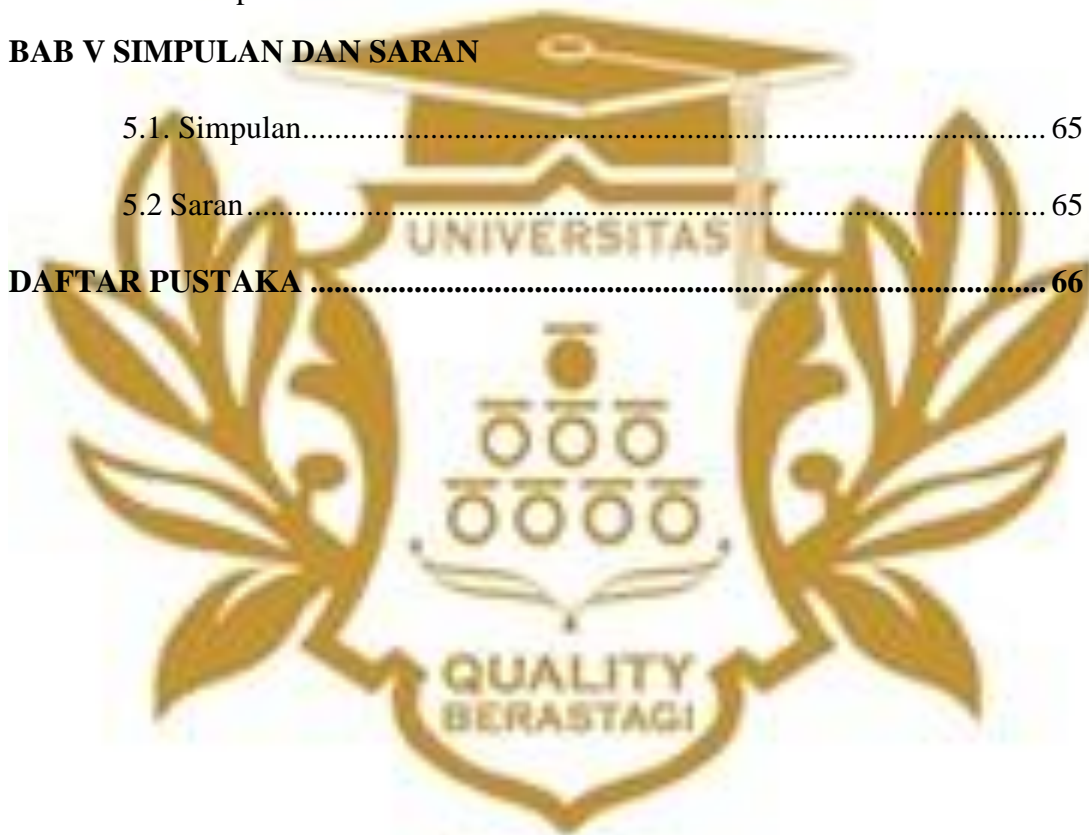 BAB V SIMPULAN DAN SARAN
5.1. Simpulan.............................................................................................. 65
5.2 Saran..................................................................................................... 65
DAFTAR PUSTAKA ............................................................................................ 66
UNIVERSITAS
QUALITY
BERASTAGI